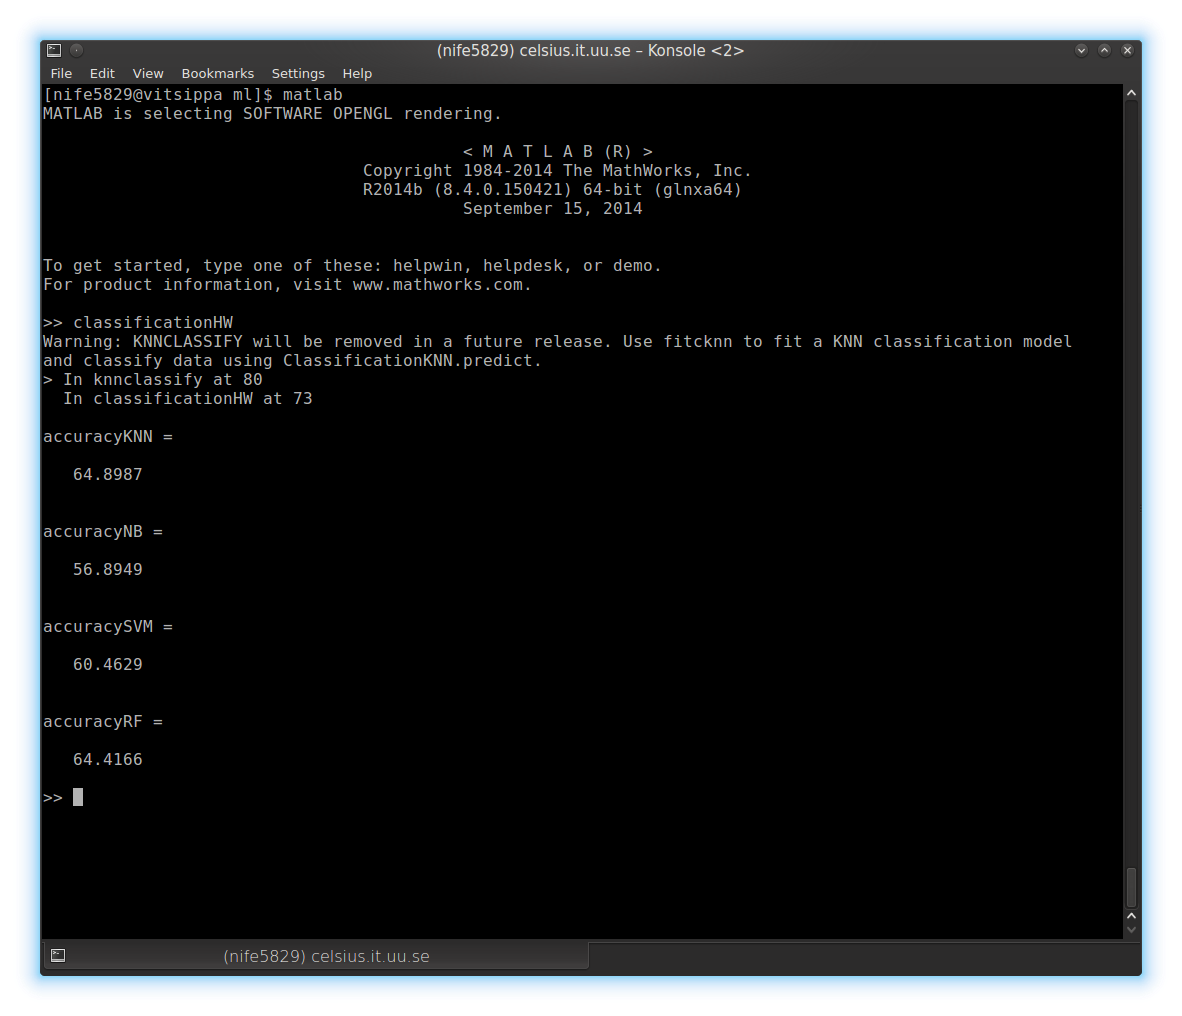 (nife5829) celsius.it.uu.se – Konsole <2>
File Edit View Bookmarks Settings Help
[nife5829@vitsippa ml]$ matlab
MATLAB is selecting SOFTWARE OPENGL rendering.
< M A T L A B (R) >
Copyright 1984-2014 The MathWorks, Inc.
R2014b (8.4.0.150421) 64-bit (glnxa64)
September 15, 2014
To get started, type one of these: helpwin, helpdesk, or demo.
For product information, visit www.mathworks.com.
>> classificationHW
Warning: KNNCLASSIFY will be removed in a future release. Use fitcknn to fit a KNN classification model
and classify data using ClassificationKNN.predict.
> In knnclassify at 80
In classificationHW at 73
accuracyKNN =
64.8987
accuracyNB =
56.8949
accuracySVM =
60.4629
accuracyRF =
64.4166
>>
(nife5829) celsius.it.uu.se